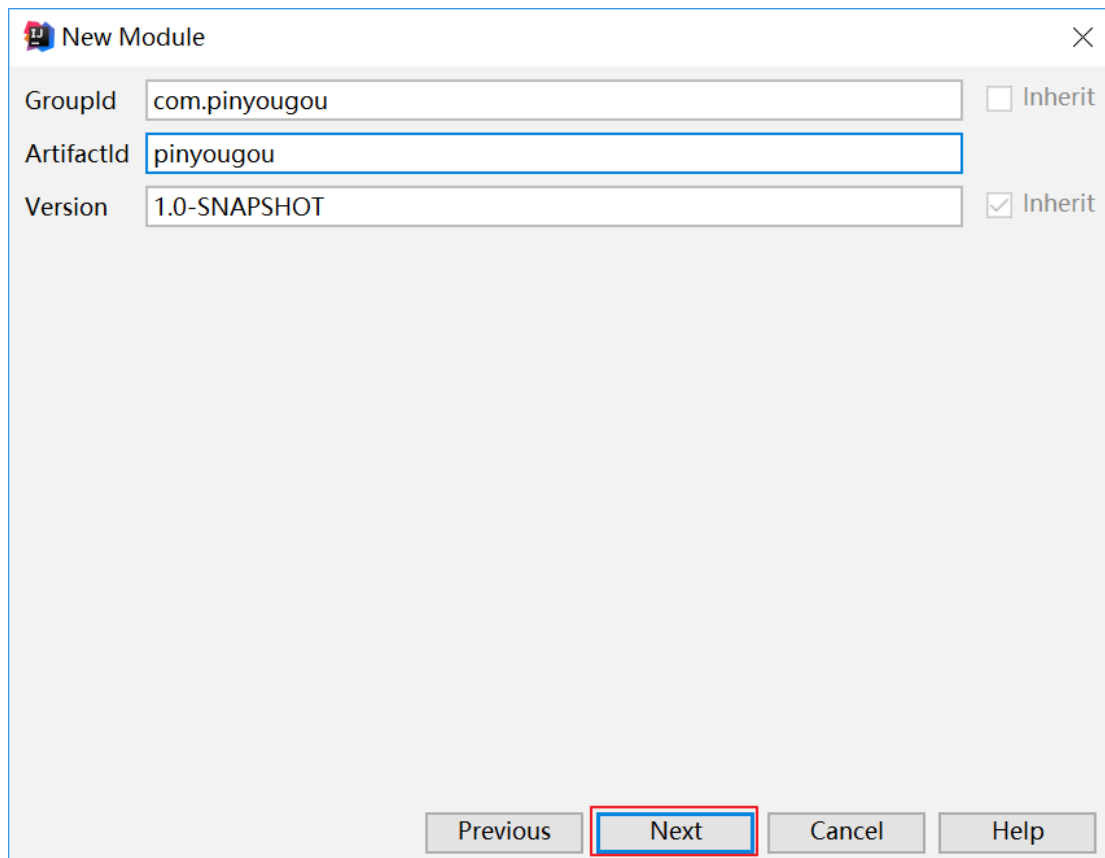 New Module
GroupId com.pinyougou Inherit
ArtifactId pinyougou
Version 1.0-SNAPSHOT Inherit
Previous Next Cancel Help